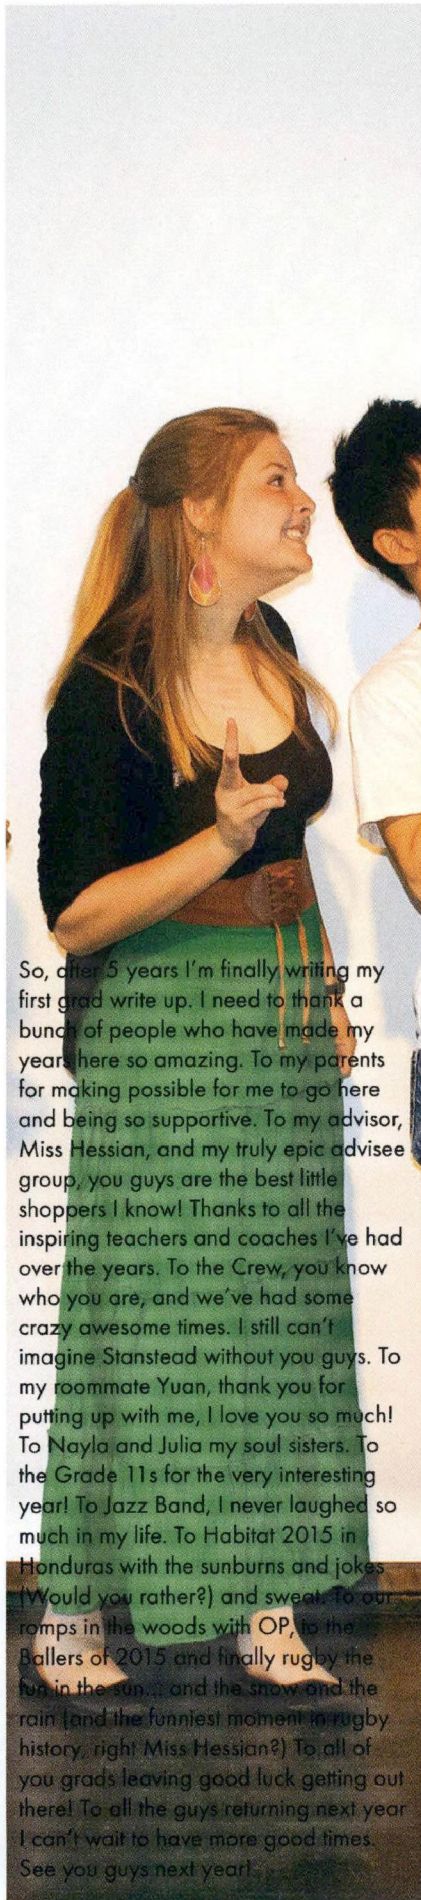 So, after 5 years I'm finally writing my
first grad write up. I need to thank a
bunch of people who have made my
years here so amazing. To my parents
for making possible for me to go here
and being so supportive. To my advisor,
Miss Hessian, and my truly epic advisee
group, you guys are the best little
shoppers I know! Thanks to all the
inspiring teachers and coaches I've had
over the years. To the Crew, you know
who you are, and we've had some
crazy awesome times. I still can't
imagine Stanstead without you guys. To
my roommate Yuan, thank you for
putting up with me, I love you so much!
To Nayla and Julia my soul sisters. To
the Grade 11s for the very interesting
year! To Jazz Band, I never laughed so
much in my life. To Habitat 2015 in
Honduras with the sunburns and jokes
(Would you rather?) and sweat. To our
romps in the woods with OP, to the
Ballers of 2015 and finally rugby the
fun in the sun... and the snow and the
rain (and the funniest moment in rugby
history, right Miss Hessian?) To all of
you grads leaving good luck getting out
there! To all the guys returning next year
I can't wait to have more good times.
See you guys next year!